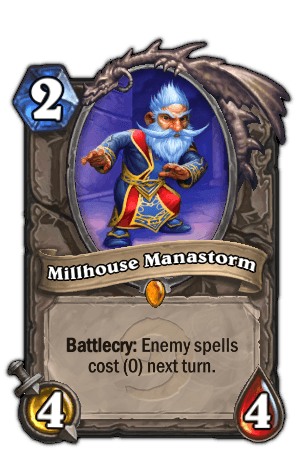 2
Millhouse Manastorm
Battlecry: Enemy spells
cost (0) next turn.
4
4